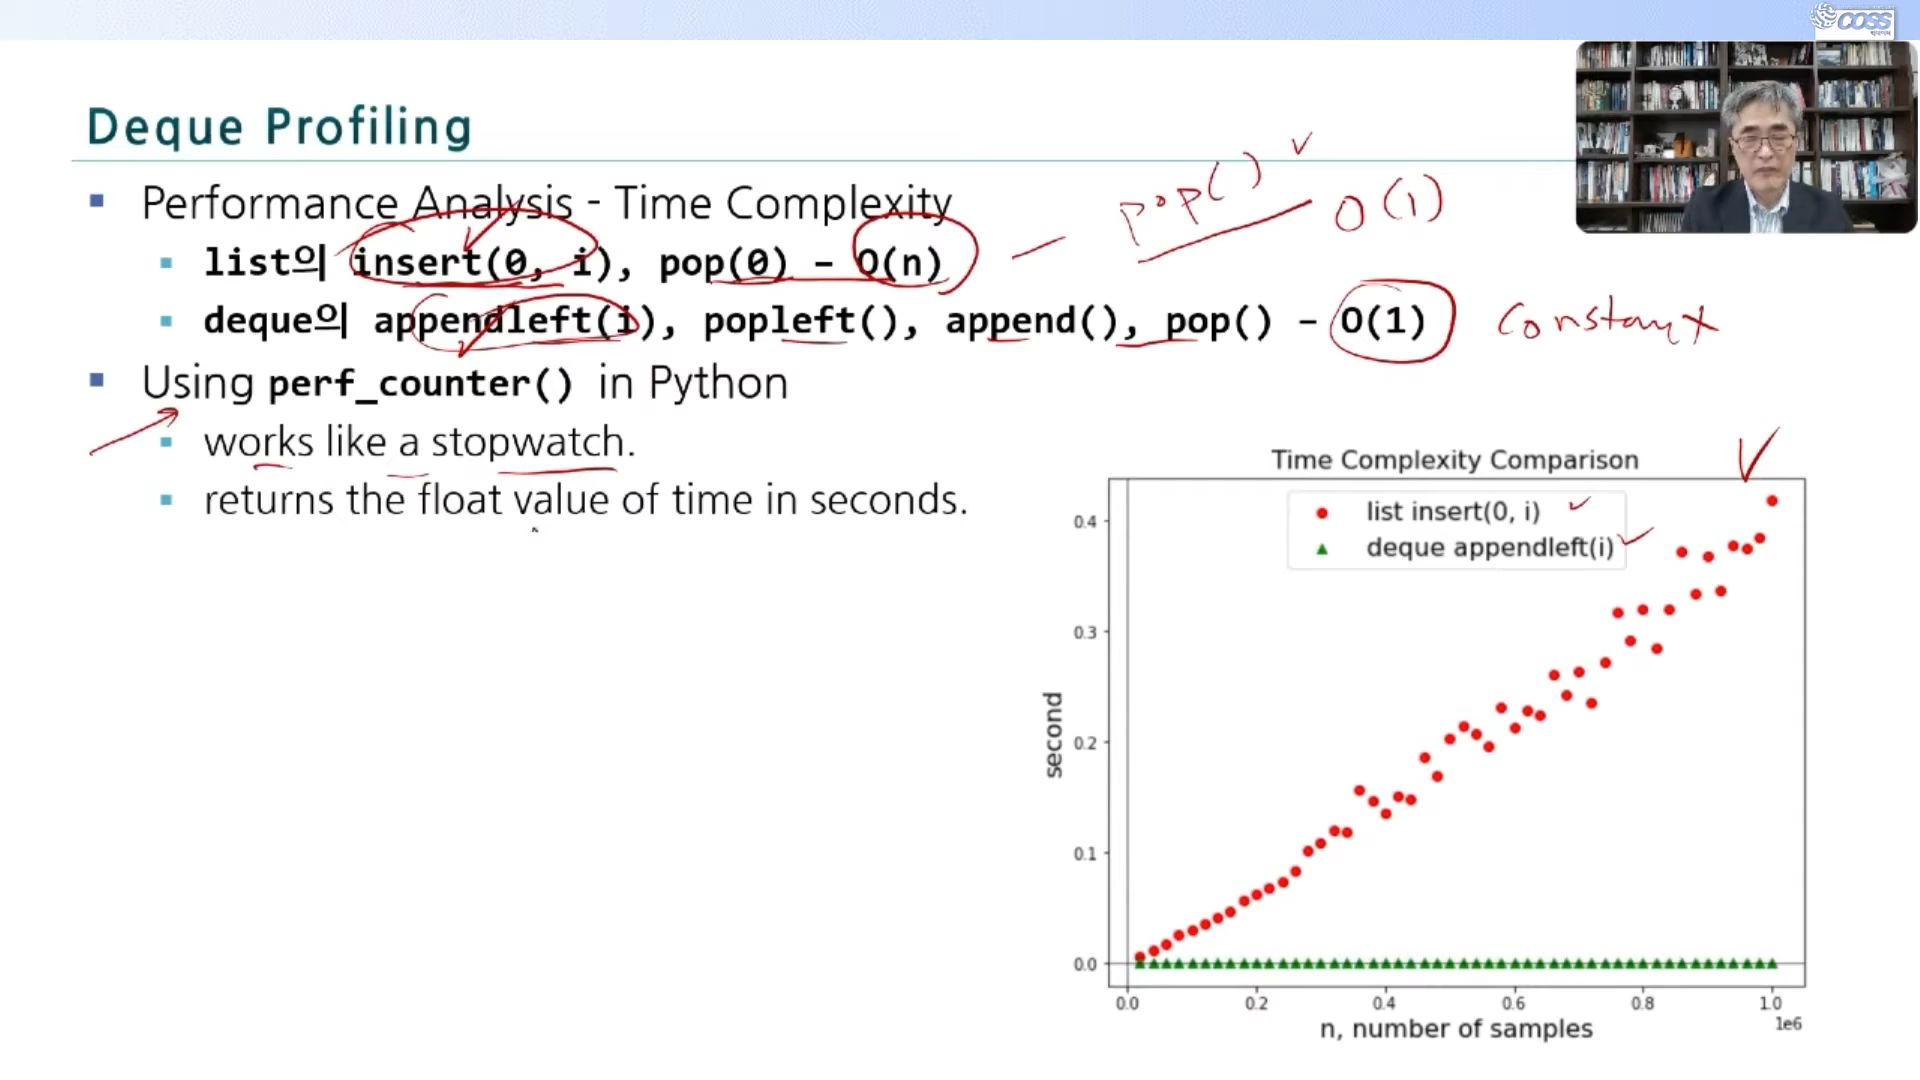 COSS
Deque Profiling
pop() O(1)
Performance Analysis - Time Complexity
list의 insert(0, i), pop(0) – O(n)
deque의 appendleft(i), popleft(), append(), pop() – O(1) constant
Using perf_counter() in Python
works like a stopwatch.
returns the float value of time in seconds.
Time Complexity Comparison
list insert(0, i)
deque appendleft(i)
0.4
0.3
0.2
0.1
0.0
second
0.0 0.2 0.4 0.6 0.8 1.0
1e6
n, number of samples